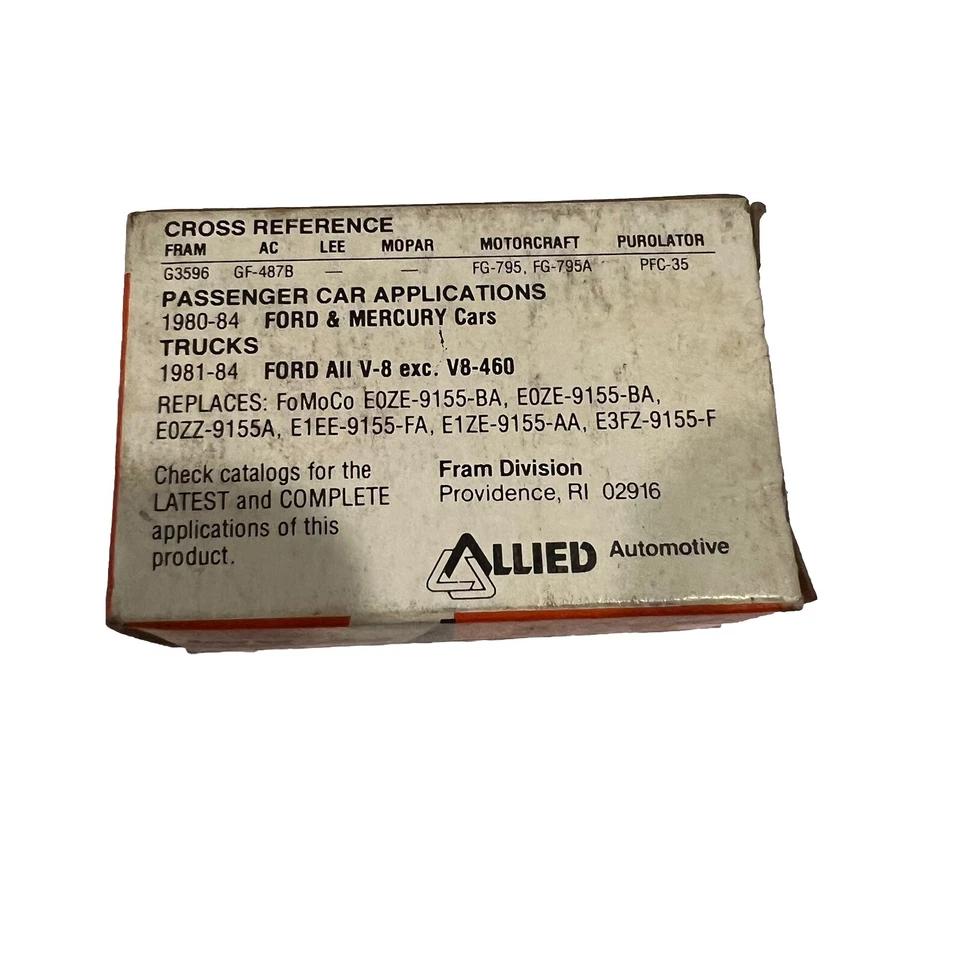 CROSS REFERENCE
FRAM AC LEE MOPAR MOTORCRAFT PUROLATOR
G3596 GF-487B — — FG-795, FG-795A PFC-35
PASSENGER CAR APPLICATIONS
1980-84 FORD & MERCURY Cars
TRUCKS
1981-84 FORD All V-8 exc. V8-460
REPLACES: FoMoCo E0ZE-9155-BA, E0ZE-9155-BA,
E0ZZ-9155A, E1EE-9155-FA, E1ZE-9155-AA, E3FZ-9155-F
Check catalogs for the
LATEST and COMPLETE
applications of this
product.
Fram Division
Providence, RI 02916
ALLIED Automotive